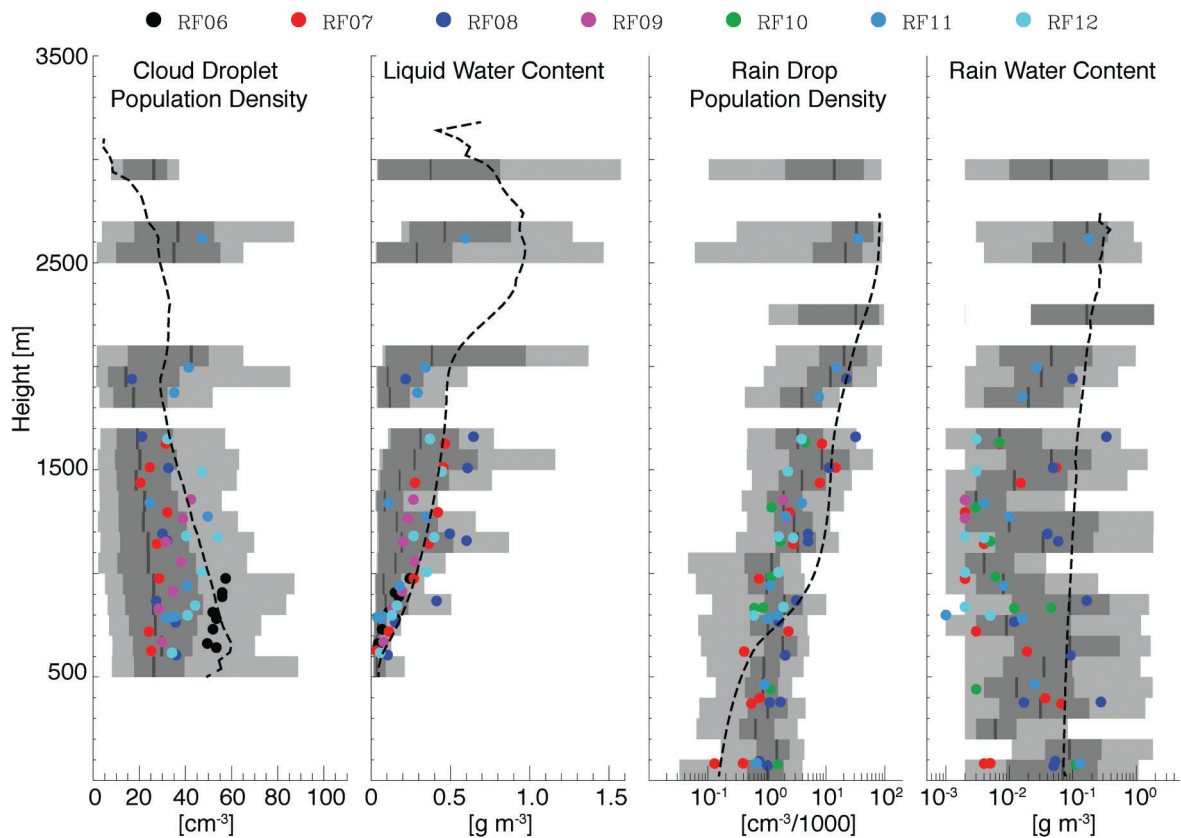 RF06 RF07 RF08 RF09 RF10 RF11 RF12
3500
Cloud Droplet
Population Density
Liquid Water Content
Rain Drop
Population Density
Rain Water Content
2500
Height [m]
1500
500
0 20 40 60 80 100
0 0.5 1.0 1.5
10⁻¹ 10⁰ 10¹ 10²
10⁻³ 10⁻² 10⁻¹ 10⁰
[cm⁻³]
[g m⁻³]
[cm⁻³/1000]
[g m⁻³]